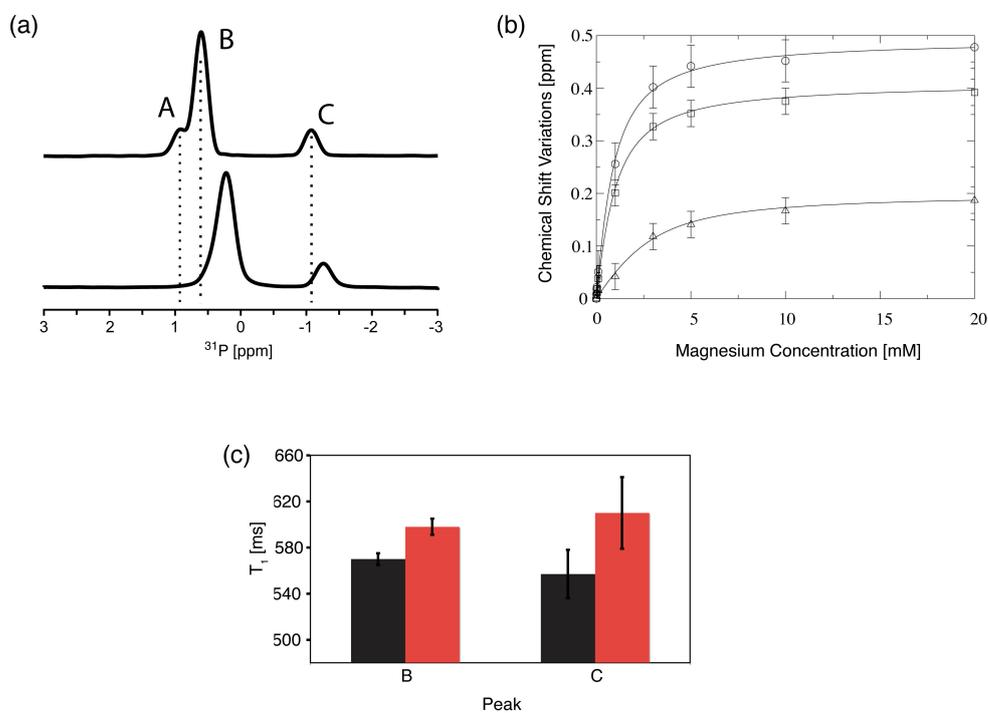 (a)
A
B
C
3 2 1 0 -1 -2 -3
³¹P [ppm]
(b)
Chemical Shift Variations [ppm]
0.5
0.4
0.3
0.2
0.1
0
0 5 10 15 20
Magnesium Concentration [mM]
(c)
T₁ [ms]
660
620
580
540
500
B C
Peak